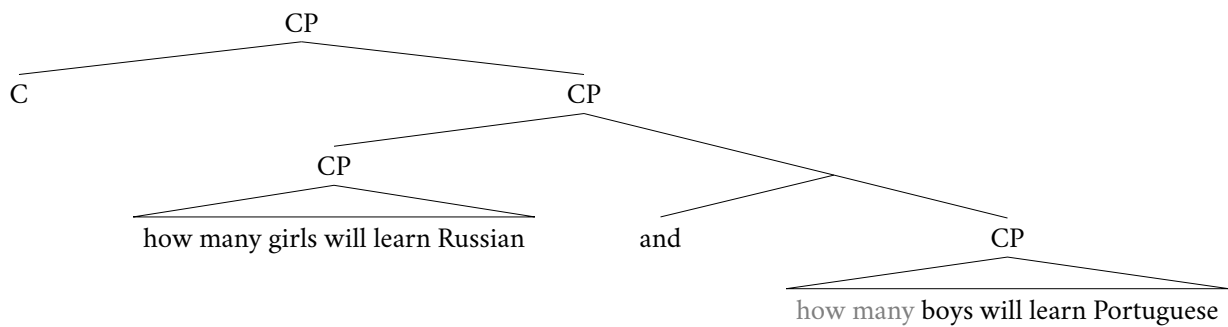 CP
C
CP
CP
how many girls will learn Russian
and
CP
how many boys will learn Portuguese